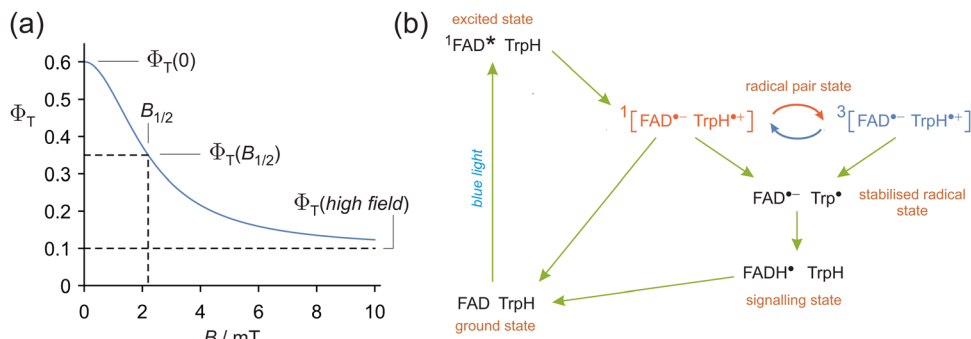 (a)
Φ_T(0)
0.6
0.5
Φ_T
B_1/2
0.4
Φ_T(B_1/2)
0.3
0.2
Φ_T(high field)
0.1
0
0 2 4 6 8 10
B / mT
(b)
excited state
¹FAD* TrpH
radical pair state
¹[FAD•− TrpH•+]
³[FAD•− TrpH•+]
blue light
FAD•− Trp•
stabilised radical
state
FADH• TrpH
signalling state
FAD TrpH
ground state